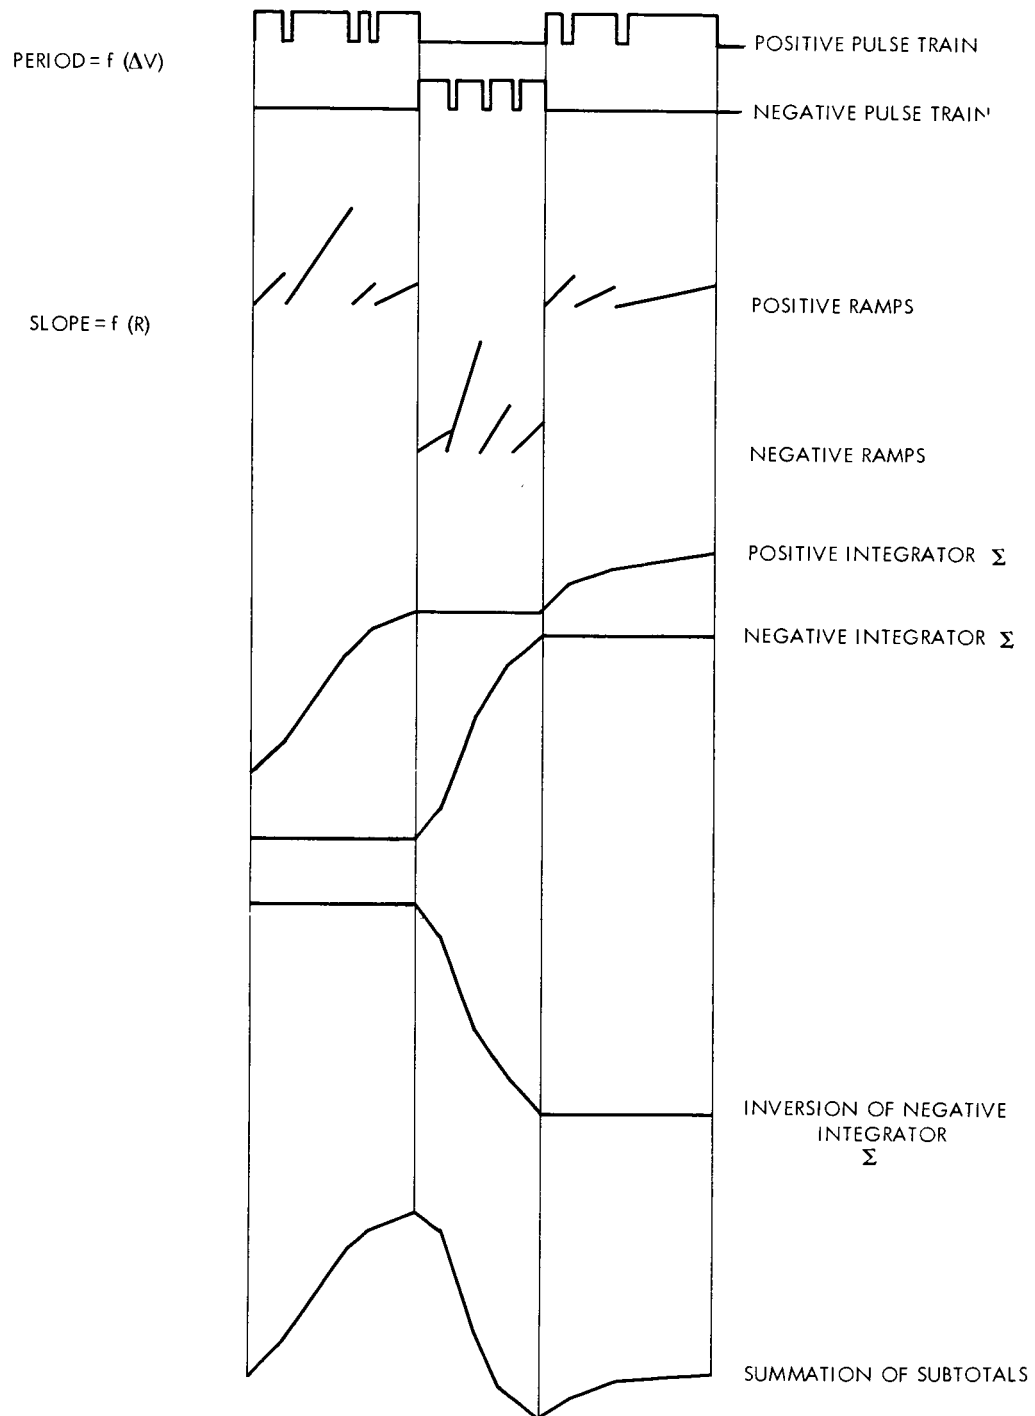 POSITIVE PULSE TRAIN
PERIOD = f (ΔV)
NEGATIVE PULSE TRAIN
POSITIVE RAMPS
SLOPE = f (R)
NEGATIVE RAMPS
POSITIVE INTEGRATOR Σ
NEGATIVE INTEGRATOR Σ
INVERSION OF NEGATIVE
INTEGRATOR
Σ
SUMMATION OF SUBTOTALS